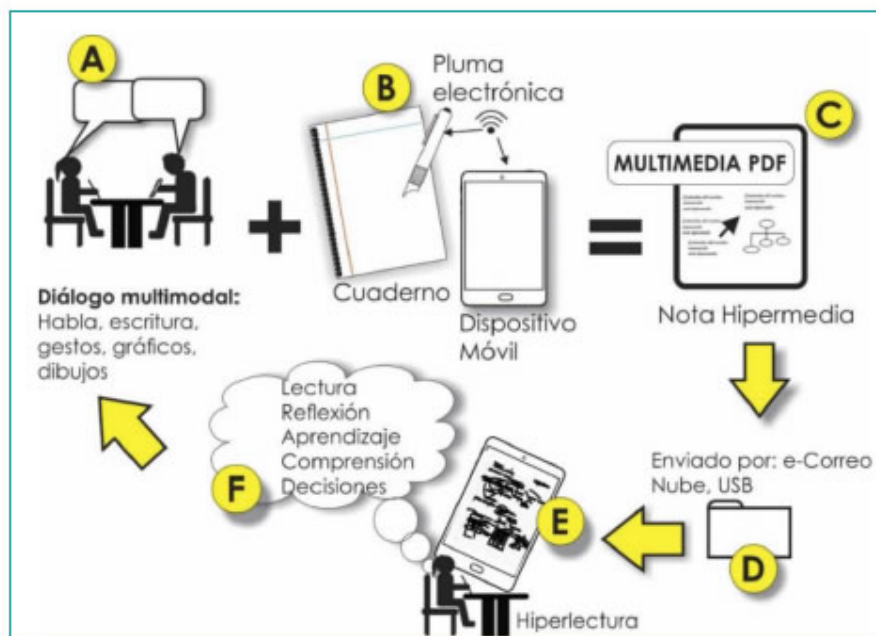 A
Diálogo multimodal:
Habla, escritura,
gestos, gráficos,
dibujos
+
B
Pluma
electrónica
Cuaderno
Dispositivo
Móvil
=
C
MULTIMEDIA PDF
Nota Hipermedia
Enviado por: e-Correo
Nube, USB
D
E
Hiperlectura
F
Lectura
Reflexión
Aprendizaje
Comprensión
Decisiones